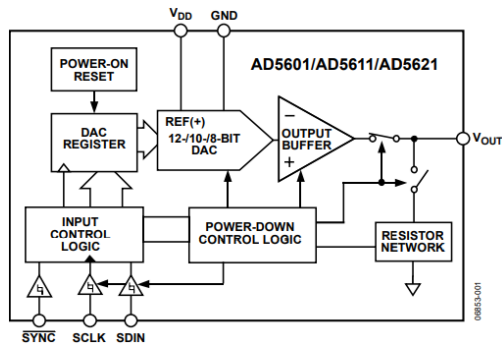 VDD
GND
POWER-ON
RESET
AD5601/AD5611/AD5621
DAC
REGISTER
REF(+)
12-/10-/8-BIT
DAC
−
OUTPUT
BUFFER
+
VOUT
INPUT
CONTROL
LOGIC
POWER-DOWN
CONTROL LOGIC
RESISTOR
NETWORK
SYNC
SCLK
SDIN
06853-001